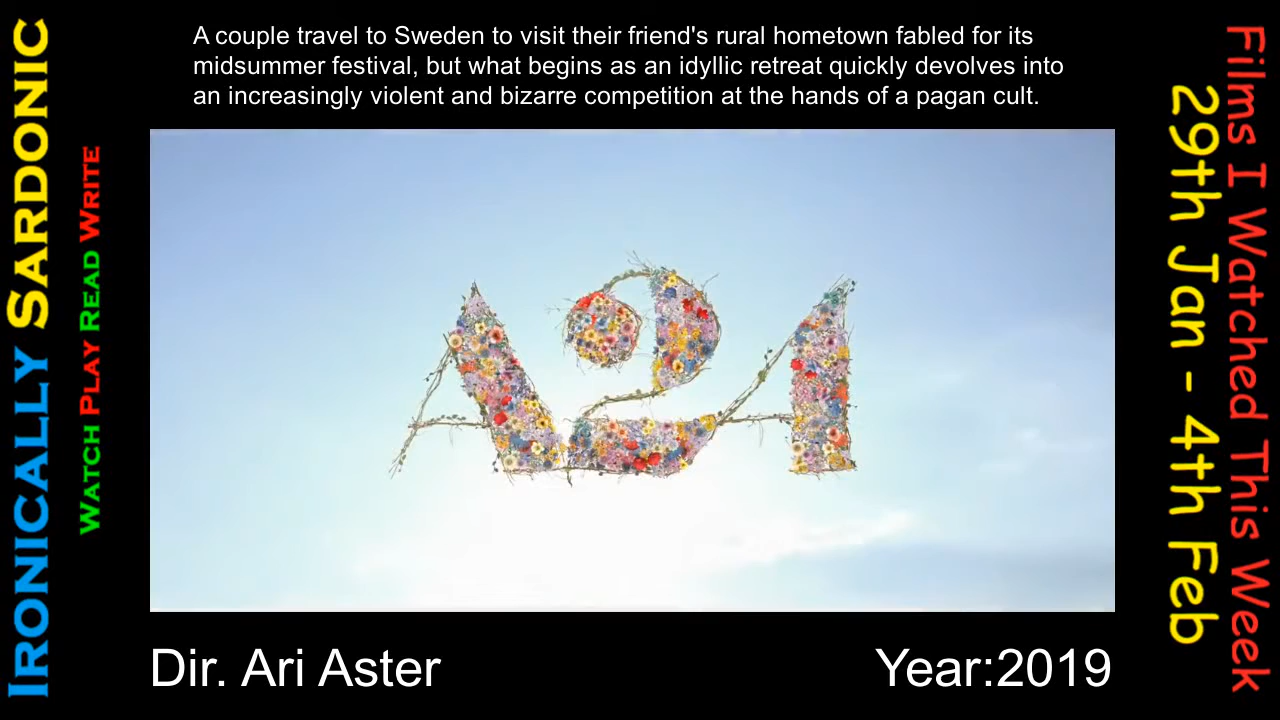 A couple travel to Sweden to visit their friend's rural hometown fabled for its
midsummer festival, but what begins as an idyllic retreat quickly devolves into
an increasingly violent and bizarre competition at the hands of a pagan cult.
IRONICALLY SARDONIC
WATCH PLAY READ WRITE
A24
Films I Watched This Week
29th Jan - 4th Feb
Dir. Ari Aster
Year:2019